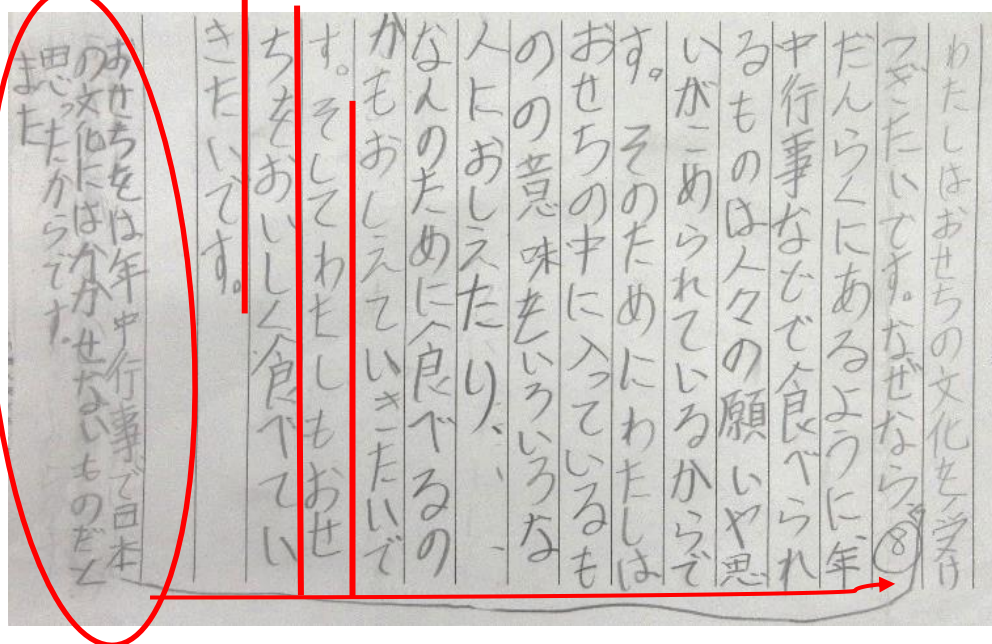 わたしはおせちの文化を受け
つぎたいです。なぜなら、⑧
だんらくにあるように、年
中行事などで食べられ
るものは人々の願いや思
いがこめられているからで
す。そのためにわたしは
おせちの中に入っているも
のの意味をいろいろな
人におしえたり、
なんのために食べるの
かもおしえていきたいで
す。そしてわたしもおせ
ちをおいしく食べてい
きたいです。
おせちをは年中行事で日本
の文化にはかかせないものだと
思ったからです。
また